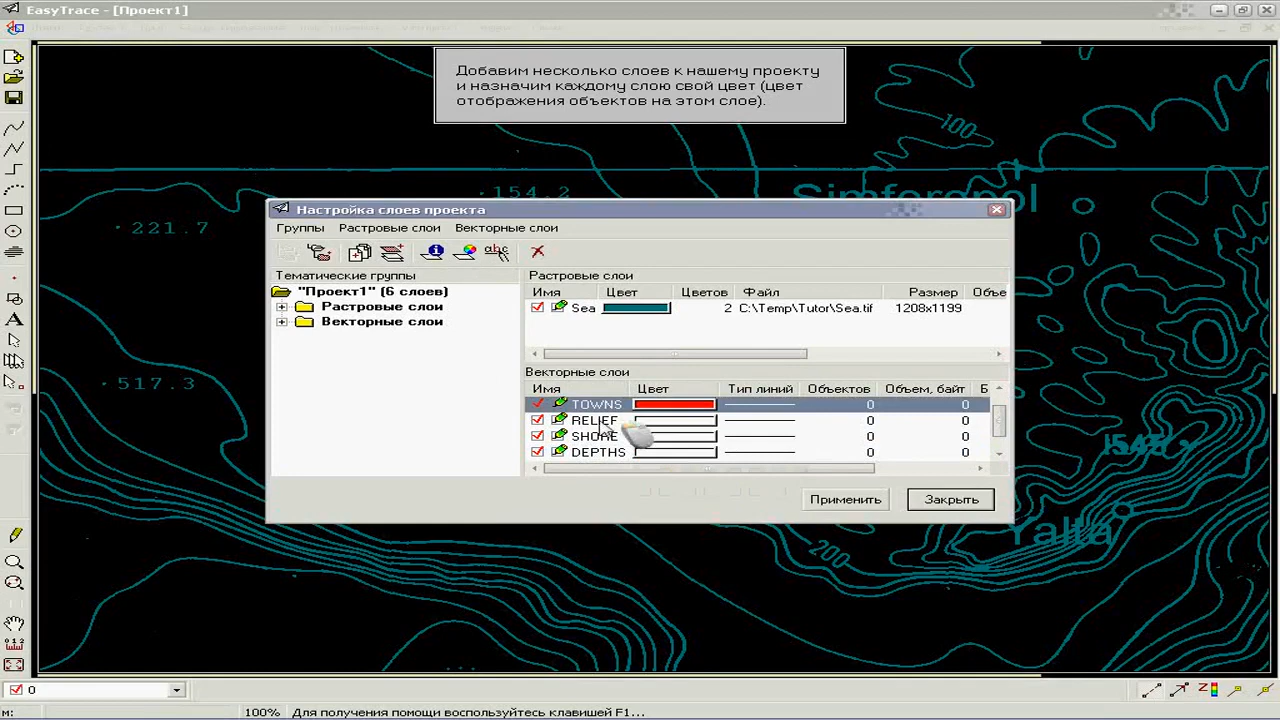 EasyTrace - [Проект1]
Добавим несколько слоев к нашему проекту
и назначим каждому слою свой цвет (цвет
отображения объектов на этом слое).
100
154.2
Simferopol
221.7
Настройка слоев проекта
Группы Растровые слои Векторные слои
abc
Тематические группы
"Проект1" (6 слоев)
Растровые слои
Векторные слои
Растровые слои
Имя Цвет Цветов Файл Размер Объе
Sea 2 C:\Temp\Tutor\Sea.tif 1208x1199
Векторные слои
Имя Цвет Тип линий Объектов Объем, байт Б
TOWNS 0 0
RELIEF 0 0
SHORE 0 0
DEPTHS 0 0
Применить Закрыть
517.3
1545
Yalta
200
0
м: 100% Для получения помощи воспользуйтесь клавишей F1...